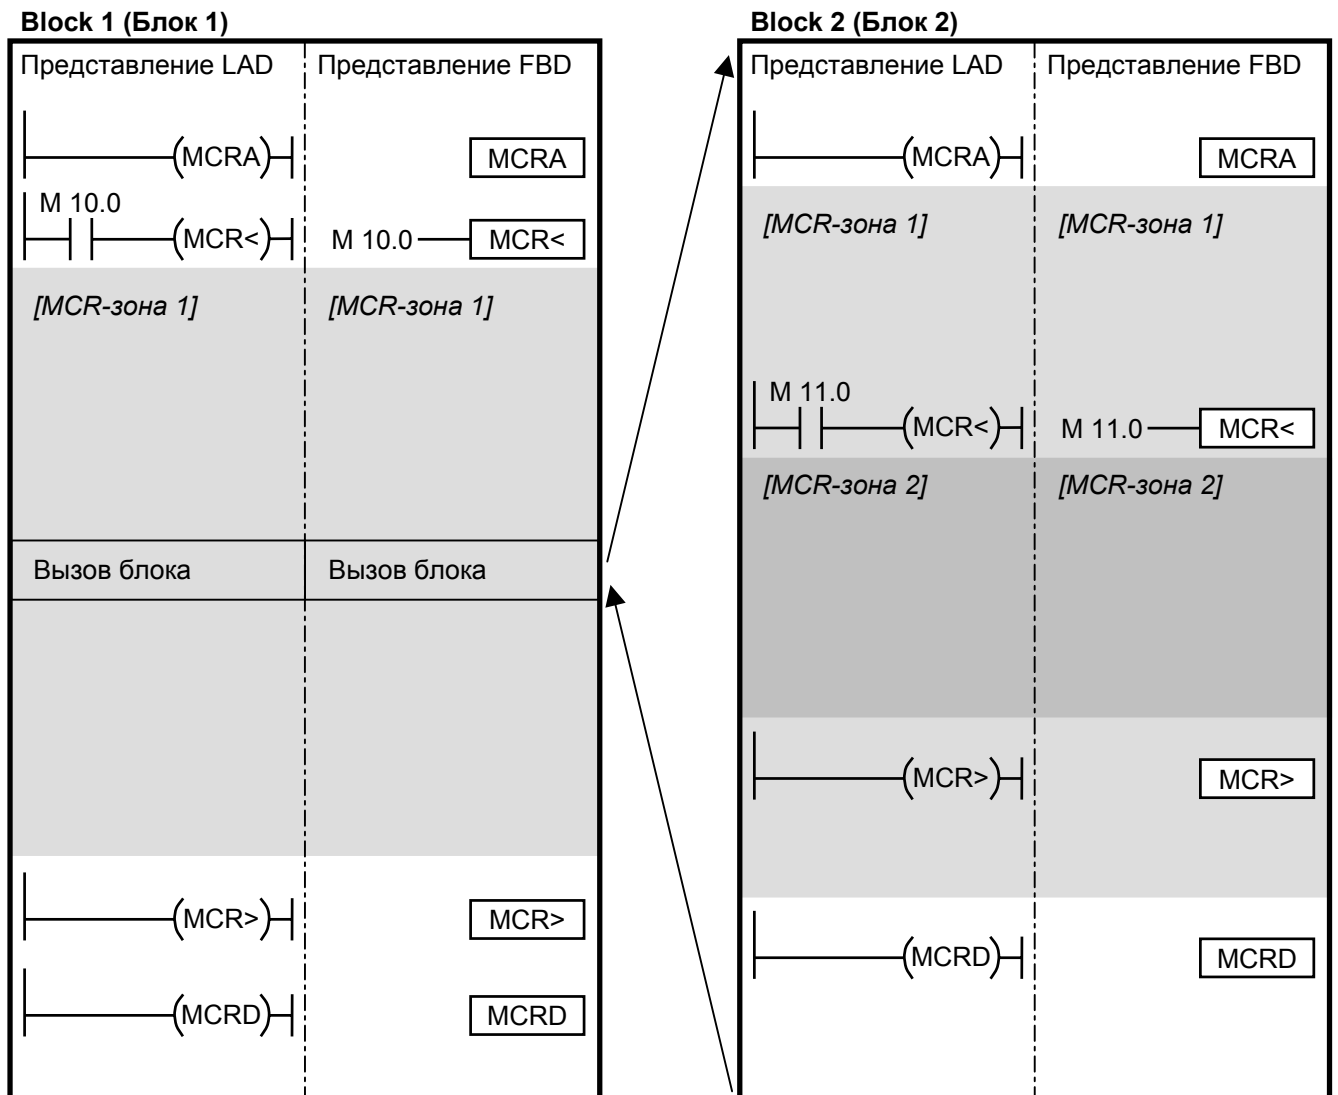 Block 1 (Блок 1)
Представление LAD
Представление FBD
(MCRA)
MCRA
M 10.0
(MCR<)
M 10.0
MCR<
[MCR-зона 1]
[MCR-зона 1]
Вызов блока
Вызов блока
(MCR>)
MCR>
(MCRD)
MCRD
Block 2 (Блок 2)
Представление LAD
Представление FBD
(MCRA)
MCRA
[MCR-зона 1]
[MCR-зона 1]
M 11.0
(MCR<)
M 11.0
MCR<
[MCR-зона 2]
[MCR-зона 2]
(MCR>)
MCR>
(MCRD)
MCRD